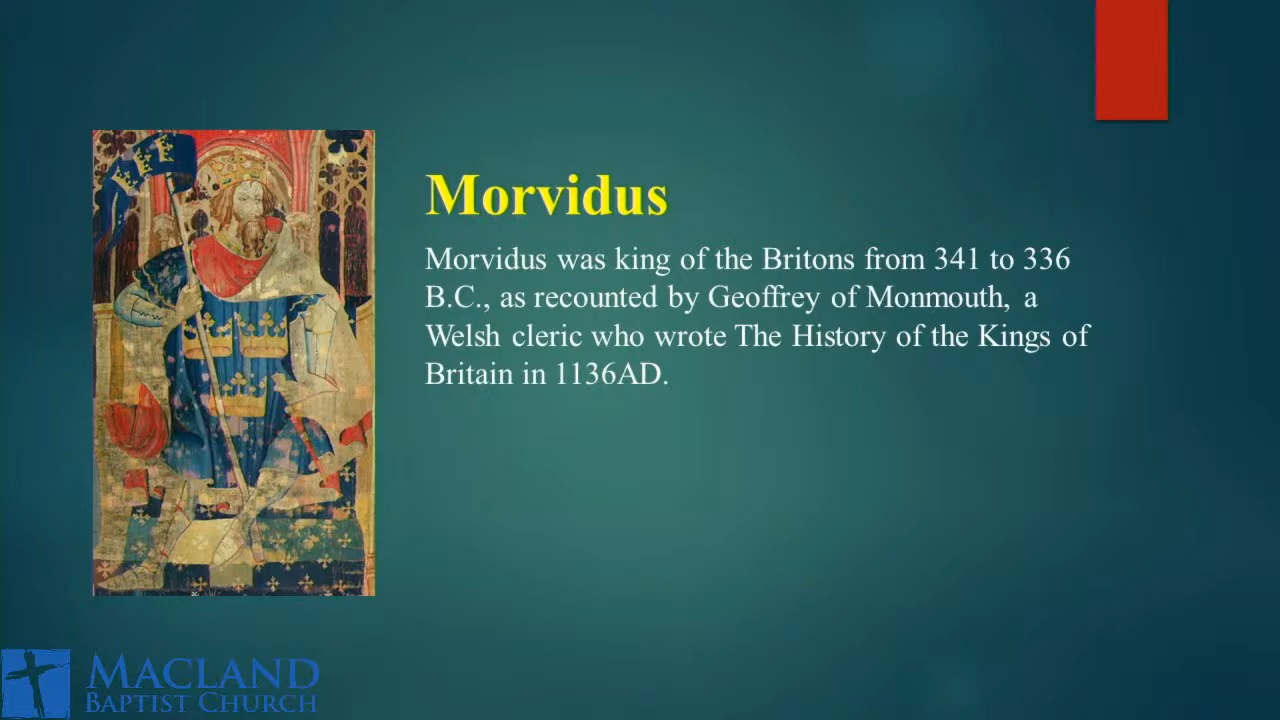 Morvidus
Morvidus was king of the Britons from 341 to 336
B.C., as recounted by Geoffrey of Monmouth, a
Welsh cleric who wrote The History of the Kings of
Britain in 1136AD.
MACLAND
BAPTIST CHURCH